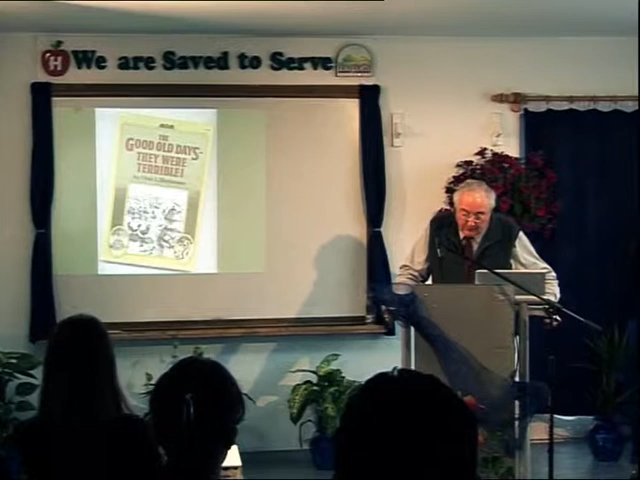 H We are Saved to Serve
THE
GOOD OLD DAYS-
THEY WERE
TERRIBLE!